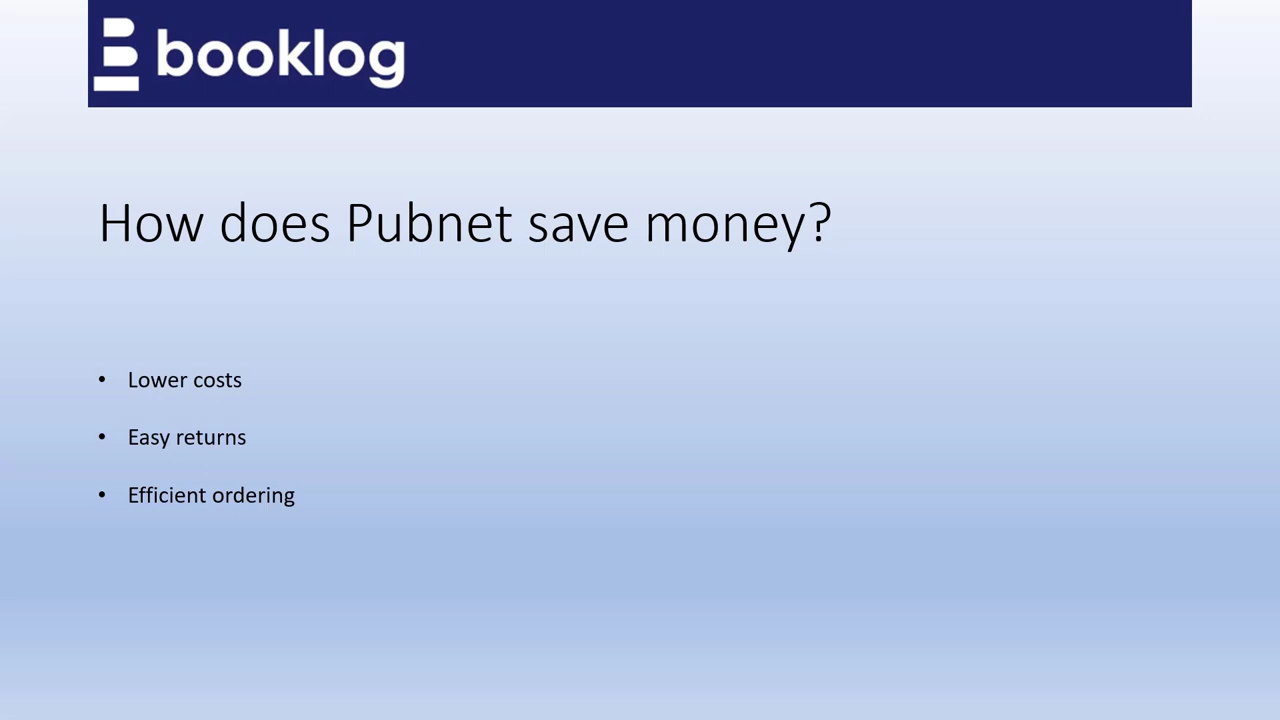 booklog
How does Pubnet save money?
• Lower costs
• Easy returns
• Efficient ordering